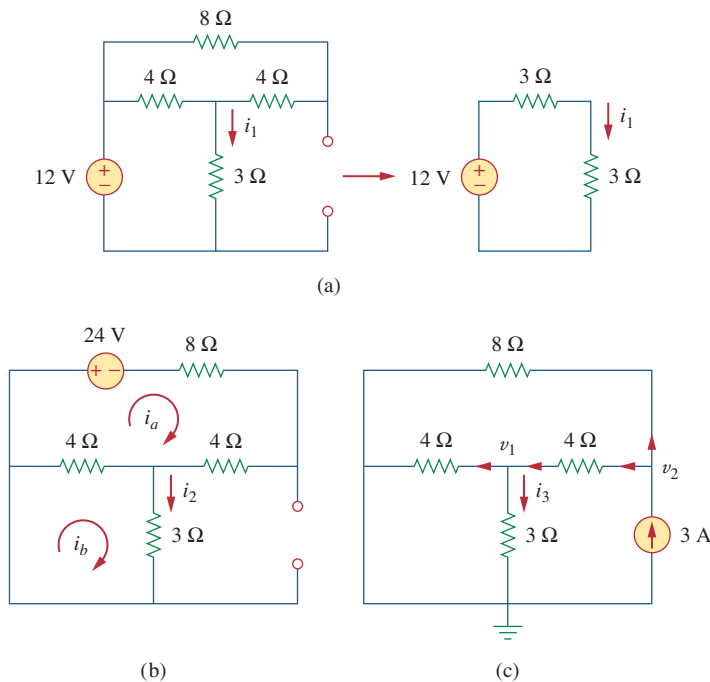 8 Ω
4 Ω 4 Ω
i1
3 Ω
12 V + −
3 Ω
i1
12 V + −
3 Ω
(a)
24 V
+ −
8 Ω
ia
4 Ω 4 Ω
i2
ib
3 Ω
(b)
8 Ω
4 Ω v1 4 Ω
v2
i3
3 Ω
3 A
(c)